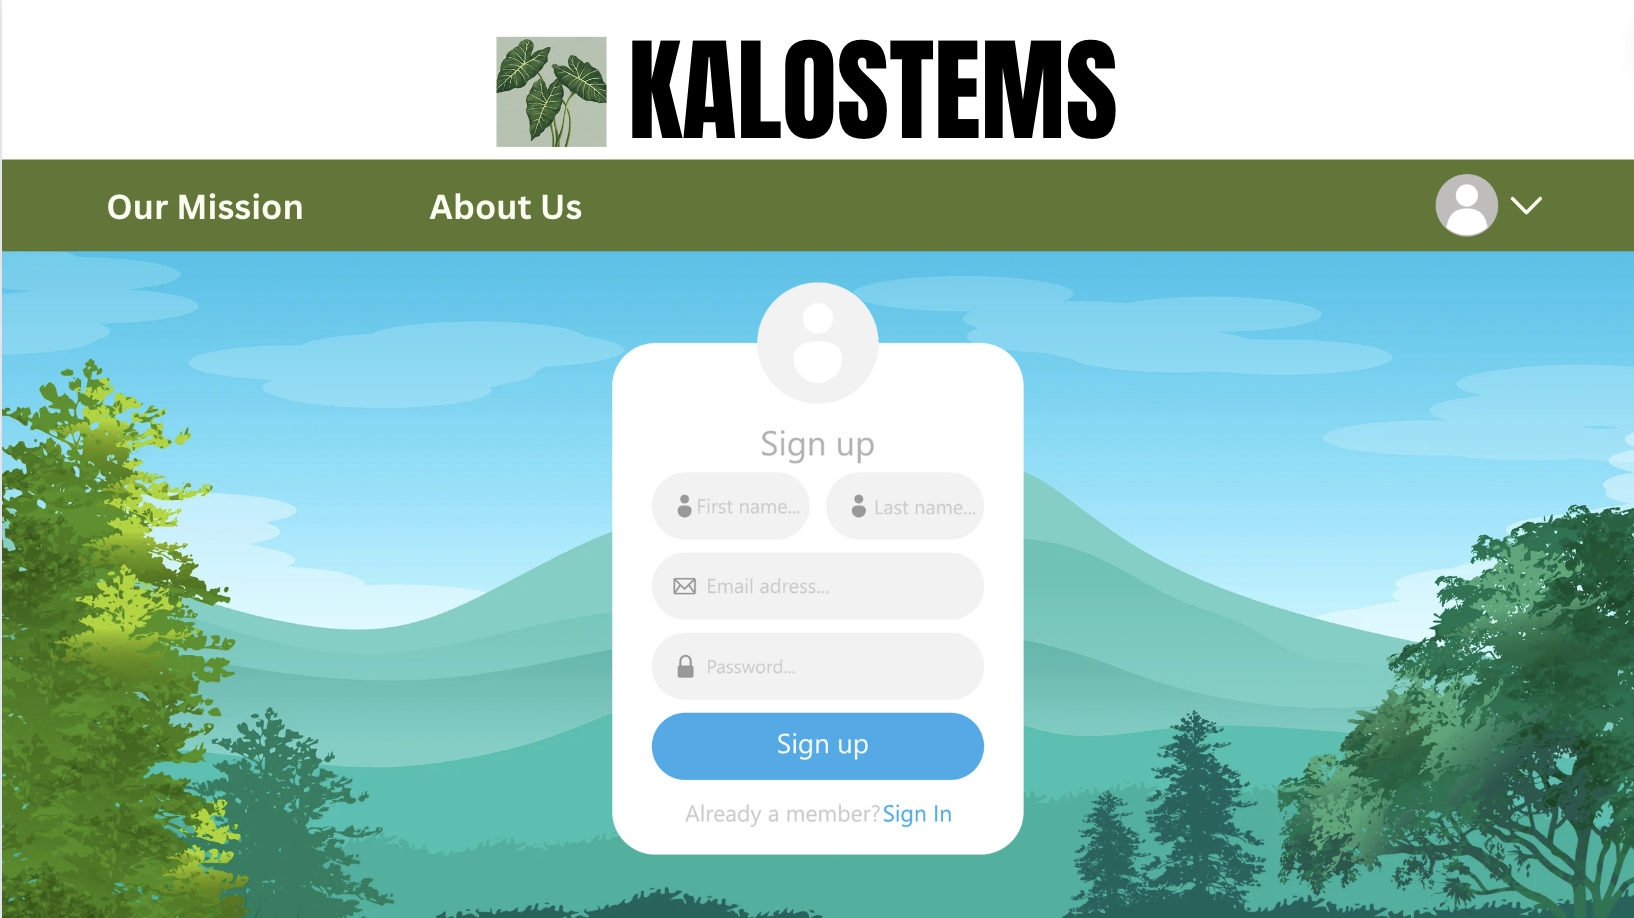 KALOSTEMS
Our Mission About Us
Sign up
First name... Last name...
Email adress...
Password...
Sign up
Already a member? Sign In